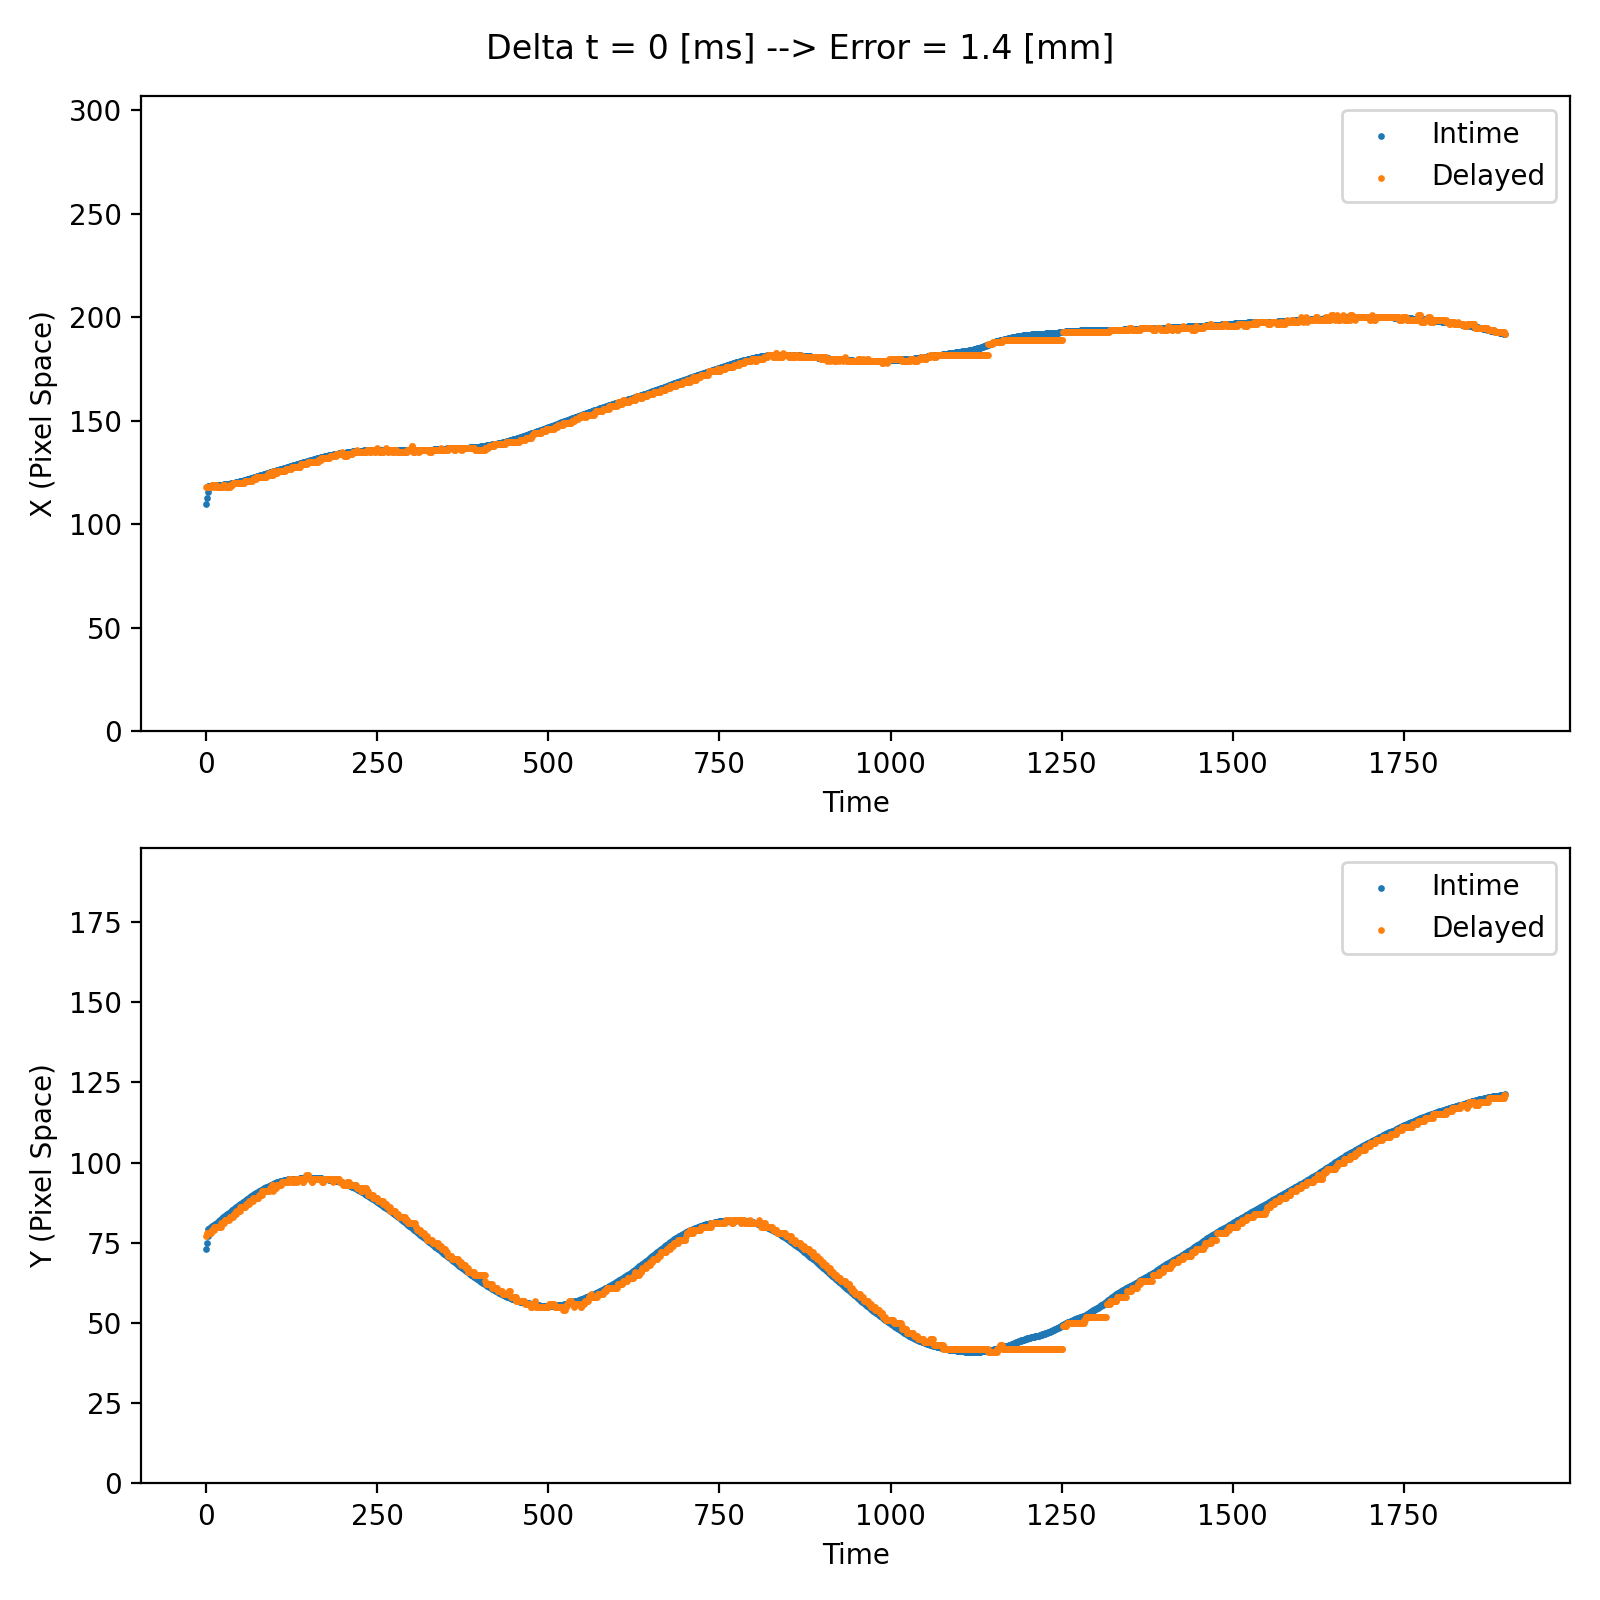 Delta t = 0 [ms] --> Error = 1.4 [mm]
300
250
200
150
100
50
0
X (Pixel Space)
Intime
Delayed
0 250 500 750 1000 1250 1500 1750
Time
175
150
125
100
75
50
25
0
Y (Pixel Space)
Intime
Delayed
0 250 500 750 1000 1250 1500 1750
Time